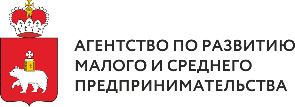 АГЕНТСТВО ПО РАЗВИТИЮ
МАЛОГО И СРЕДНЕГО
ПРЕДПРИНИМАТЕЛЬСТВА